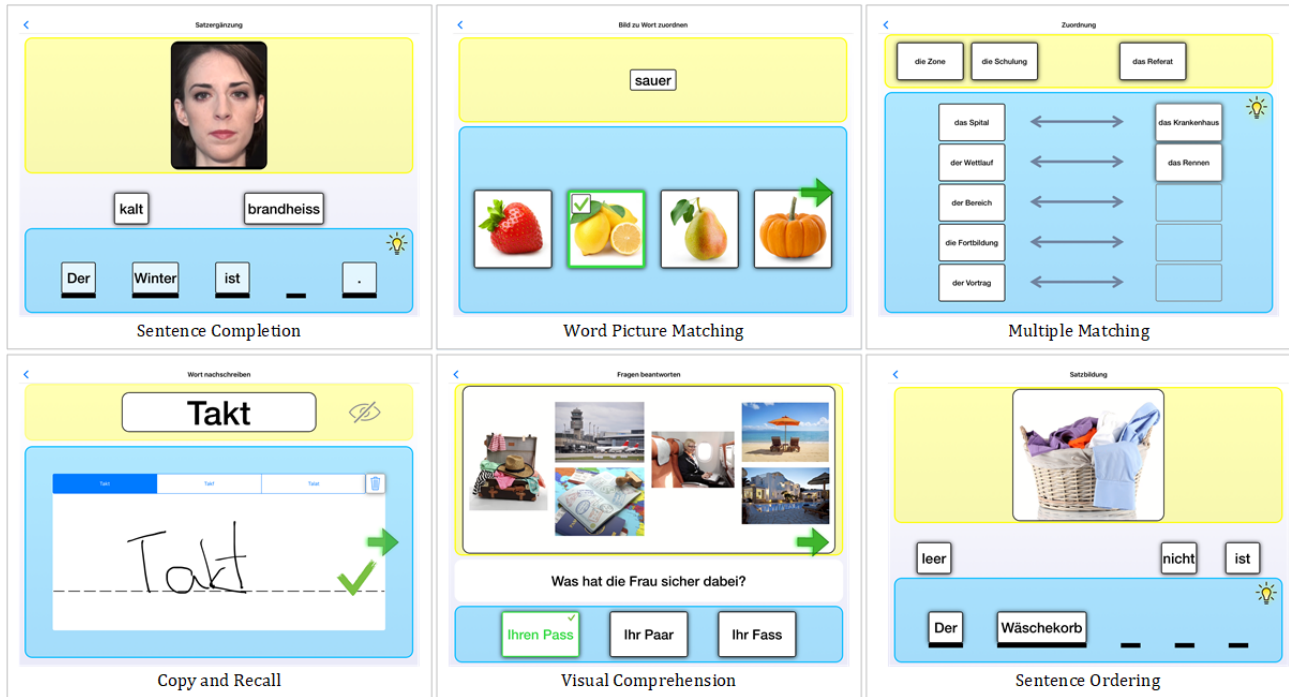 Satzergänzung
kalt
brandheiss
Der Winter ist _ .
Sentence Completion
Bild zu Wort zuordnen
sauer
Word Picture Matching
Zuordnung
die Zone die Schulung das Referat
das Spital das Krankenhaus
der Wettlauf das Rennen
der Bereich
die Fortbildung
der Vortrag
Multiple Matching
Wort nachschreiben
Takt
Takt
Takt
Copy and Recall
Fragen beantworten
Was hat die Frau sicher dabei?
Ihren Pass Ihr Paar Ihr Fass
Visual Comprehension
Satzbildung
leer nicht ist
Der Wäschekorb _ _ _
Sentence Ordering